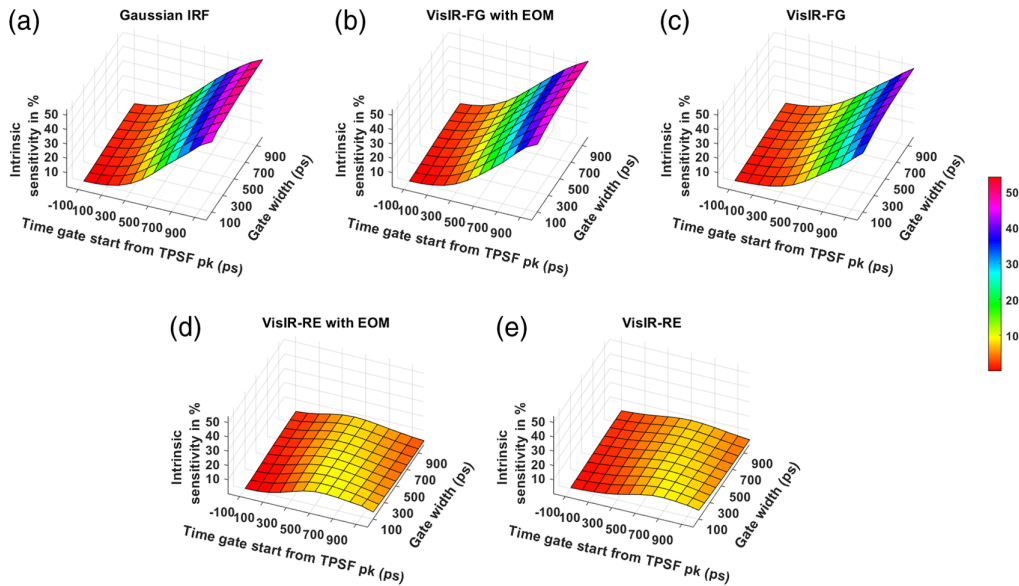 (a)
Gaussian IRF
50
40
30
20
10
Intrinsic
sensitivity in %
-100
100
300
500
700
900
Time gate start from TPSF pk (ps)
100
300
500
700
900
Gate width (ps)
(b)
VisIR-FG with EOM
50
40
30
20
10
Intrinsic
sensitivity in %
-100
100
300
500
700
900
Time gate start from TPSF pk (ps)
100
300
500
700
900
Gate width (ps)
(c)
VisIR-FG
50
40
30
20
10
Intrinsic
sensitivity in %
-100
100
300
500
700
900
Time gate start from TPSF pk (ps)
100
300
500
700
900
Gate width (ps)
50
40
30
20
10
(d)
VisIR-RE with EOM
50
40
30
20
10
Intrinsic
sensitivity in %
-100
100
300
500
700
900
Time gate start from TPSF pk (ps)
100
300
500
700
900
Gate width (ps)
(e)
VisIR-RE
50
40
30
20
10
Intrinsic
sensitivity in %
-100
100
300
500
700
900
Time gate start from TPSF pk (ps)
100
300
500
700
900
Gate width (ps)